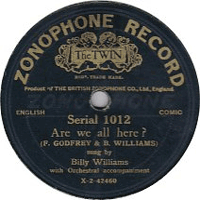 ZONOPHONE RECORD
The TWIN
REGD. TRADE MARK.
Product of THE BRITISH ZONOPHONE CO., Ltd., England.
ENGLISH COMIC
Serial 1012
Are we all here?
(F. GODFREY & B. WILLIAMS)
sung by
Billy Williams
with Orchestral accompaniment
X-2-42460